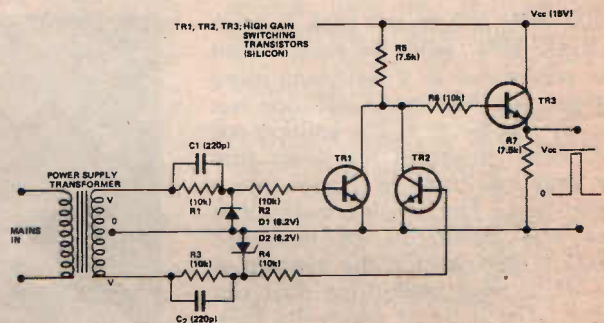 TR1, TR2, TR3; HIGH GAIN
SWITCHING
TRANSISTORS
(SILICON)
Vcc (15V)
R5
(7.5k)
R6 (10k)
TR3
C1 (220p)
TR1
TR2
R7
(7.5k)
Vcc
0
POWER SUPPLY
TRANSFORMER
V
(10k)
R1
(10k)
R2
D1 (6.2V)
MAINS
IN
0
D2 (6.2V)
R3
(10k)
R4
(10k)
V
C2 (220p)